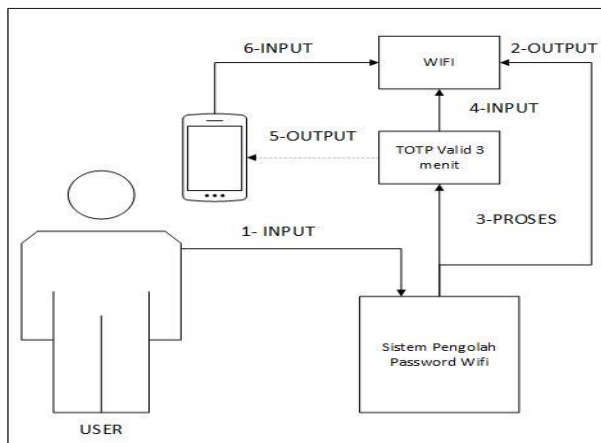 6-INPUT
WIFI
2-OUTPUT
4-INPUT
5-OUTPUT
TOTP Valid 3
menit
1- INPUT
3-PROSES
Sistem Pengolah
Password Wifi
USER